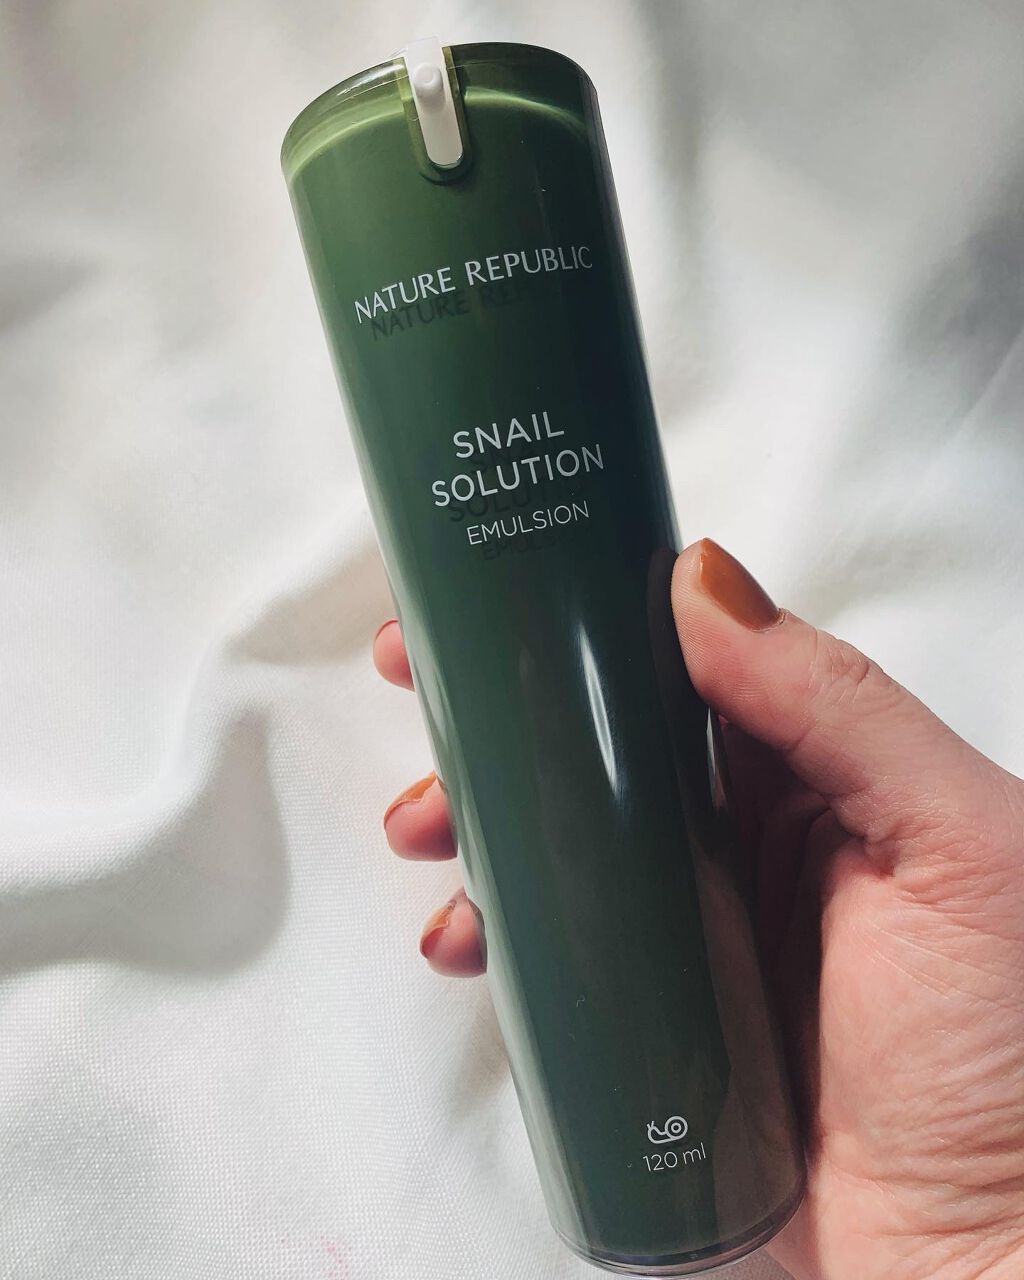 NATURE REPUBLIC
SNAIL
SOLUTION
EMULSION
120 ml